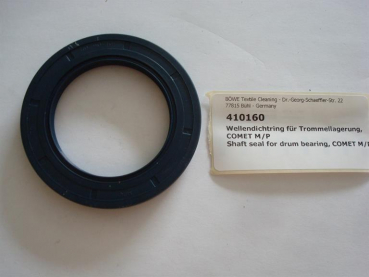 BÖWE Textile Cleaning - Dr.-Georg-Schaeffler-Str. 22
77815 Bühl - Germany
410160
Wellendichtring für Trommellagerung,
COMET M/P
Shaft seal for drum bearing, COMET M/P